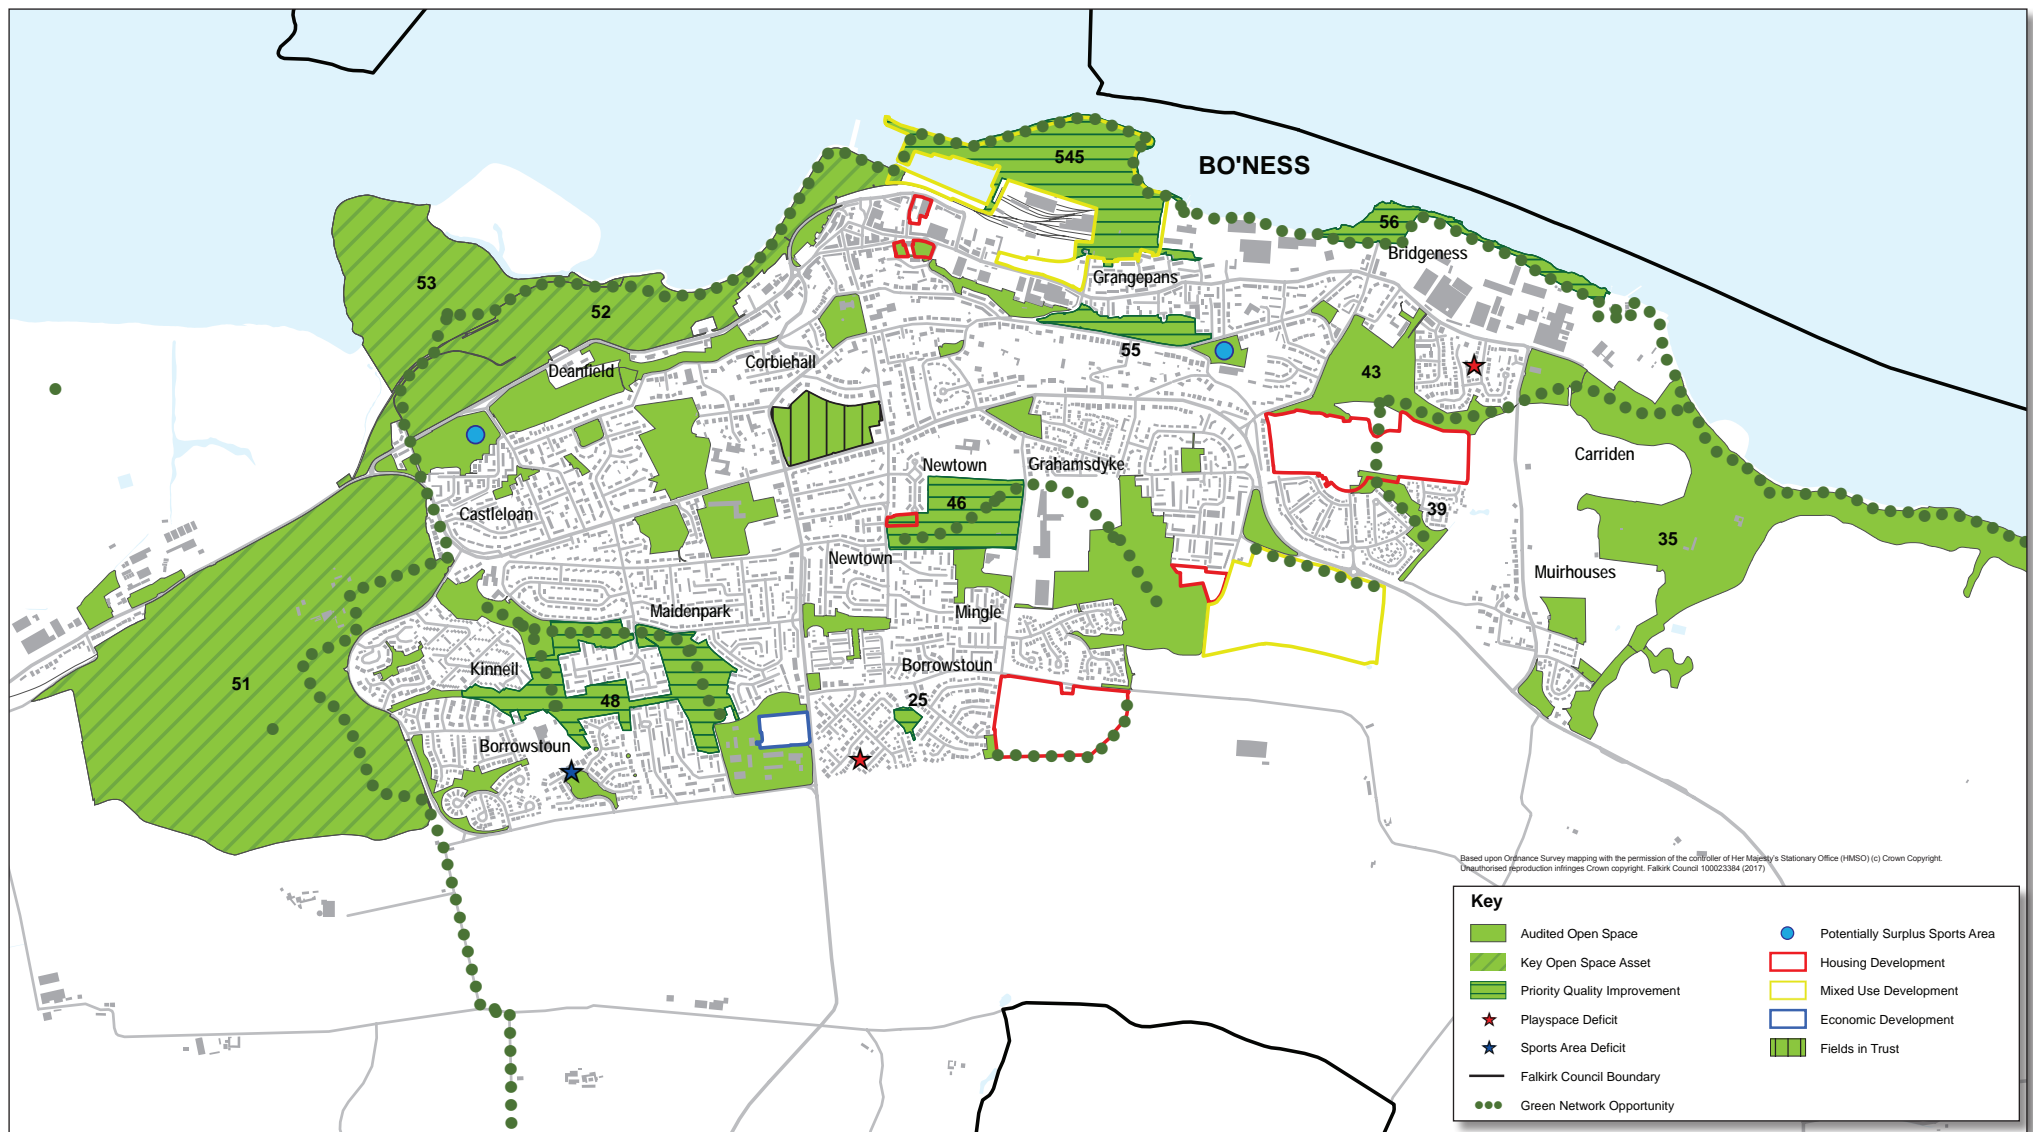 BO'NESS
545
56
Bridgeness
53
Grangepans
52
55
Corbiehall
Deanfield
43
Carriden
Newtown
Grahamsdyke
46
Castleloan
39
35
Newtown
Muirhouses
Maidenpark
Mingle
Kinneil
Borrowstoun
51
48
25
Borrowstoun
Based upon Ordnance Survey mapping with the permission of the controller of Her Majesty's Stationary Office (HMSO) (c) Crown Copyright.
Unauthorised reproduction infringes Crown copyright. Falkirk Council 100023384 (2017)
Key
Audited Open Space
Key Open Space Asset
Priority Quality Improvement
Playspace Deficit
Sports Area Deficit
Falkirk Council Boundary
Green Network Opportunity
Potentially Surplus Sports Area
Housing Development
Mixed Use Development
Economic Development
Fields in Trust